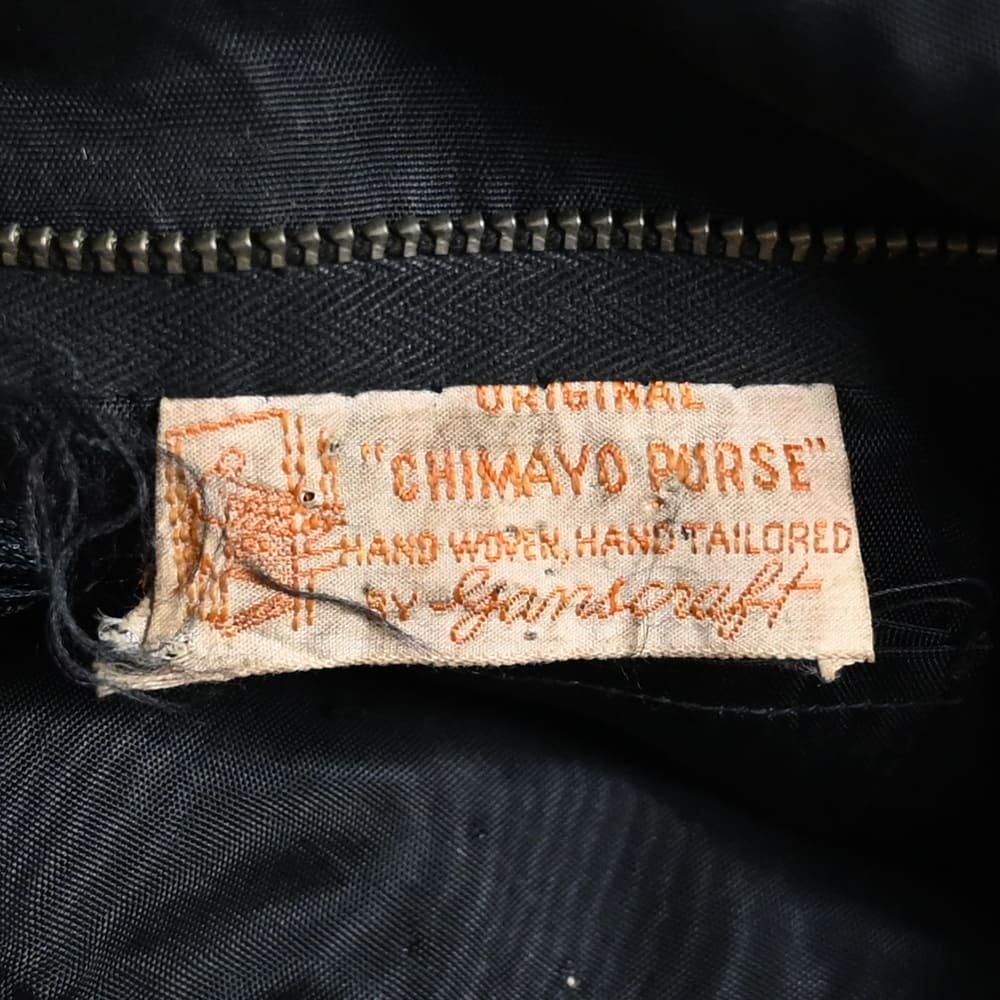 ORIGINAL
"CHIMAYO PURSE"
HAND WOVEN, HAND TAILORED
BY Ganscraft